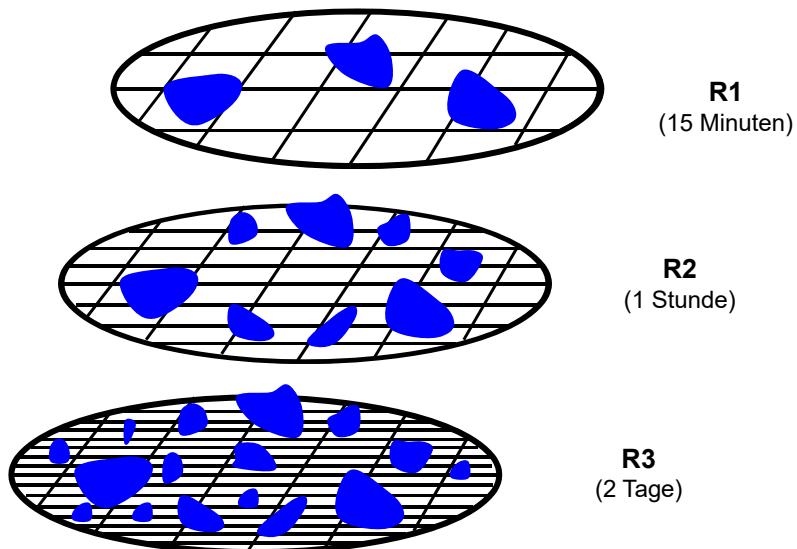 R1
(15 Minuten)
R2
(1 Stunde)
R3
(2 Tage)